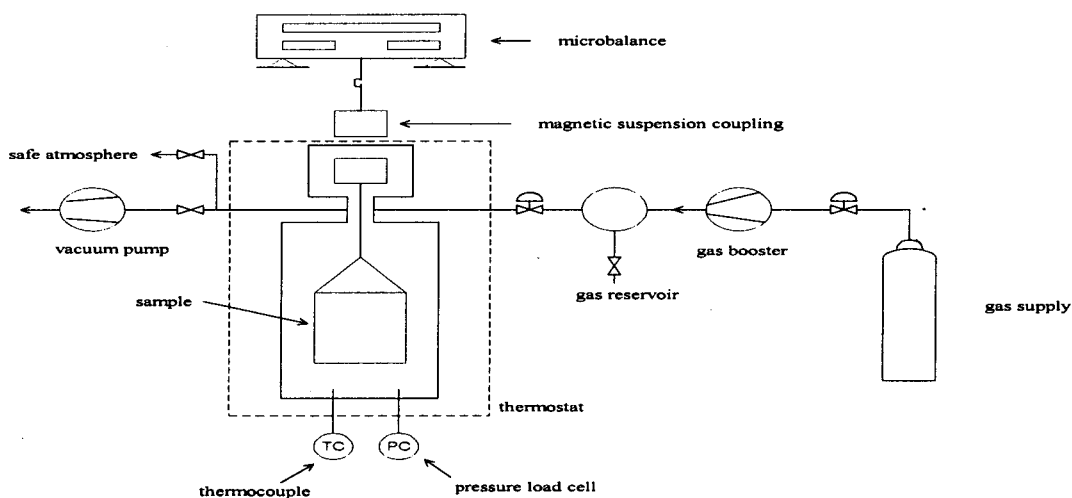 microbalance
magnetic suspension coupling
safe atmosphere
vacuum pump
gas booster
gas reservoir
sample
gas supply
thermostat
TC
PC
thermocouple
pressure load cell